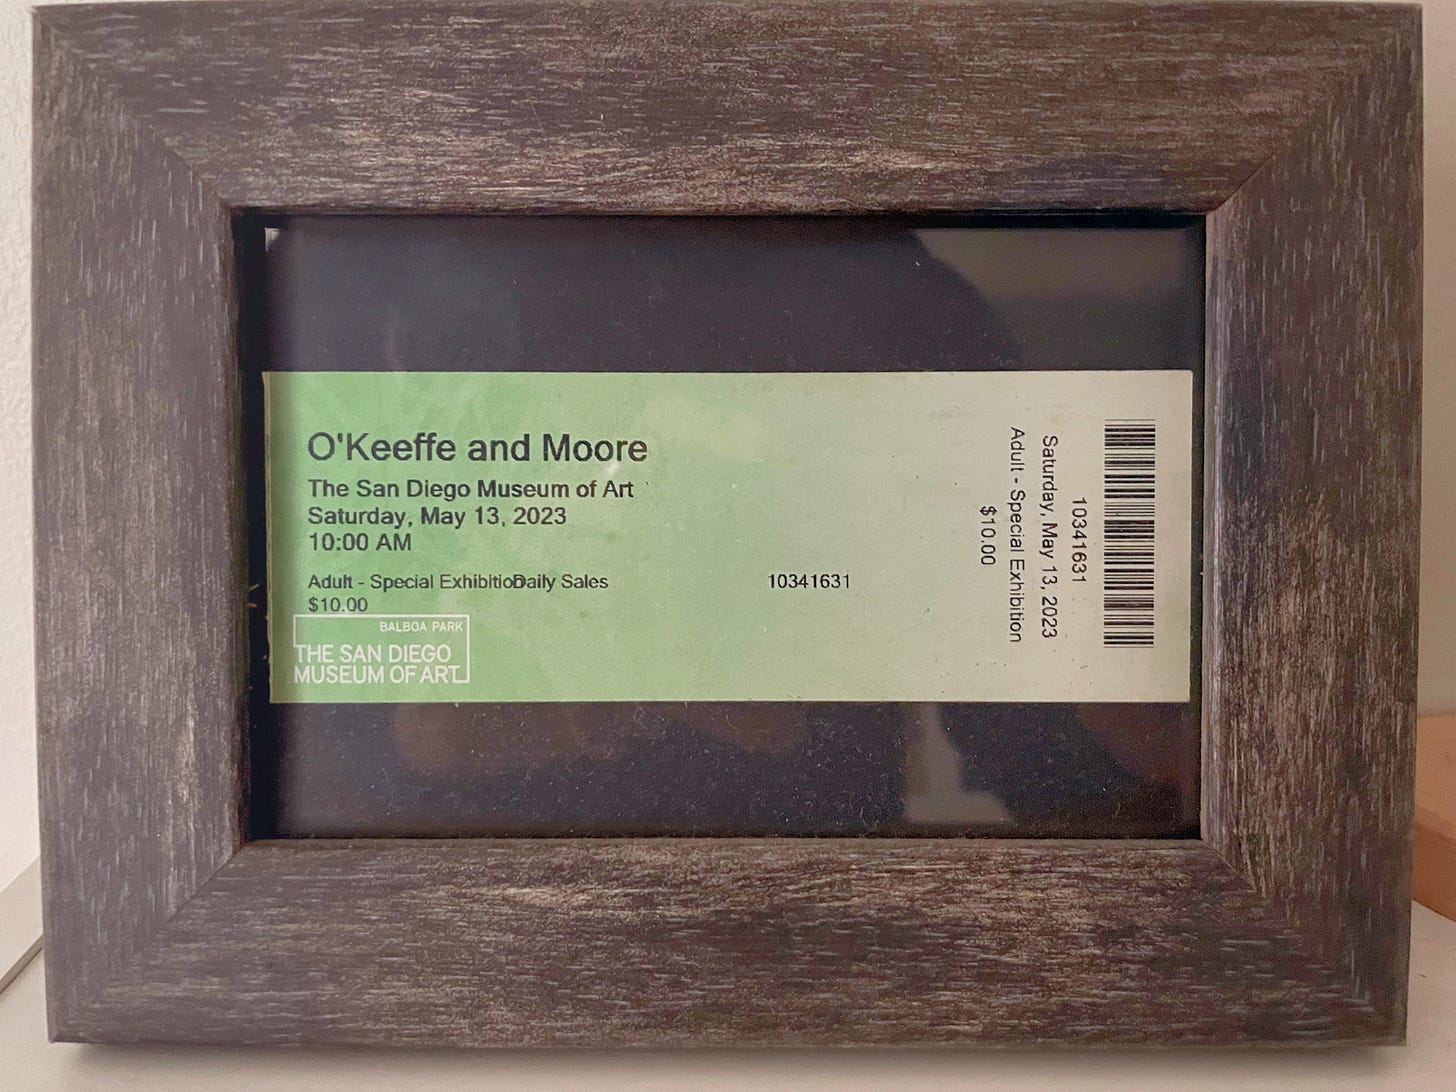 O'Keeffe and Moore
The San Diego Museum of Art
Saturday, May 13, 2023
10:00 AM
Adult - Special ExhibitioDaily Sales
10341631
$10.00
BALBOA PARK
THE SAN DIEGO
MUSEUM OF ART
10341631
Saturday, May 13, 2023
Adult - Special Exhibition
$10.00